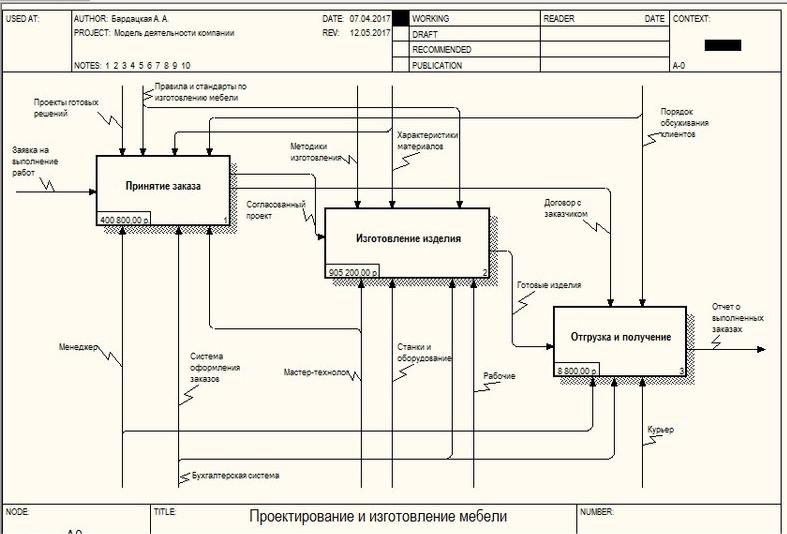 USED AT:
AUTHOR: Бардацкая А. А.
DATE: 07.04.2017
WORKING
READER
DATE
CONTEXT:
PROJECT: Модель деятельности компании
REV: 12.05.2017
DRAFT
RECOMMENDED
NOTES: 1 2 3 4 5 6 7 8 9 10
PUBLICATION
A-0
Проекты готовых
решений
Правила и стандарты по
изготовлению мебели
Заявка на
выполнение
работ
Методики
изготовления
Характеристики
материалов
Порядок
обсуживания
клиентов
Принятие заказа
400 800,00 р.
1
Согласованный
проект
Договор с
заказчиком
Изготовление изделия
905 200,00 р.
2
Готовые изделия
Отчет о
выполненных
заказах
Отгрузка и получение
8 800,00 р.
3
Менеджер
Система
оформления
заказов
Мастер-технолог
Станки и
оборудование
Рабочие
Курьер
Бухгалтерская система
NODE:
TITLE:
Проектирование и изготовление мебели
NUMBER: